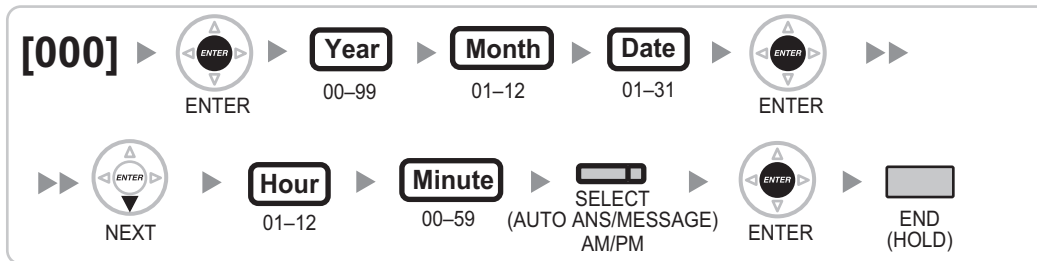 [000] ENTER Year Month Date ENTER
ENTER 00–99 01–12 01–31 ENTER
ENTER Hour Minute ENTER
NEXT 01–12 00–59 SELECT ENTER END
(AUTO ANS/MESSAGE) (HOLD)
AM/PM